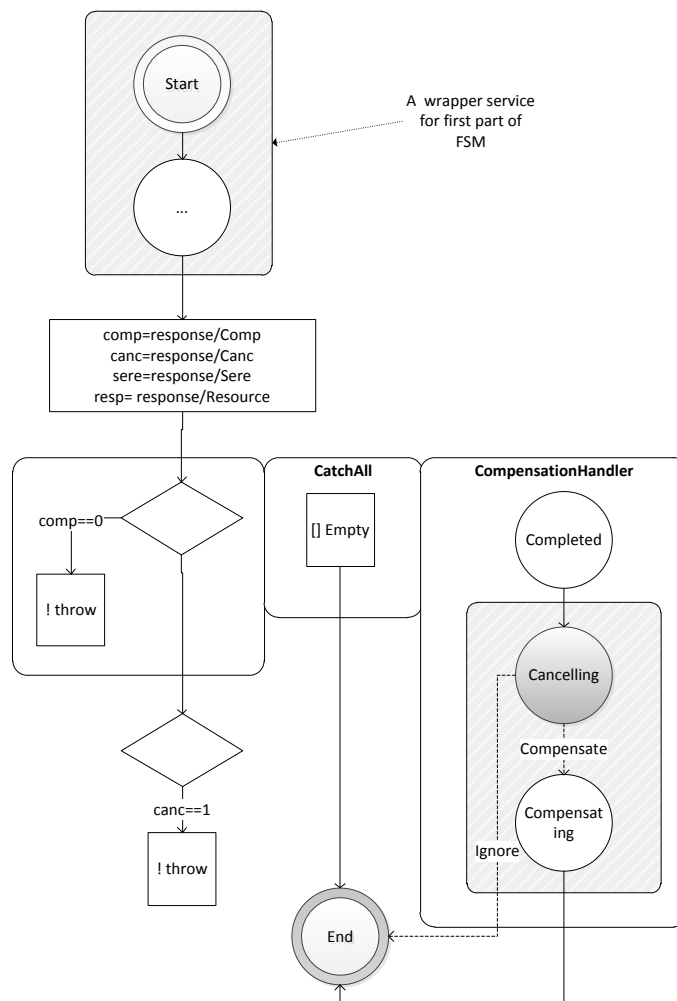 Start
A wrapper service
for first part of
FSM
...
comp=response/Comp
canc=response/Canc
sere=response/Sere
resp= response/Resource
CatchAll
CompensationHandler
comp==0
[] Empty
Completed
! throw
Cancelling
Compensate
canc==1
Compensat
ing
Ignore
! throw
End